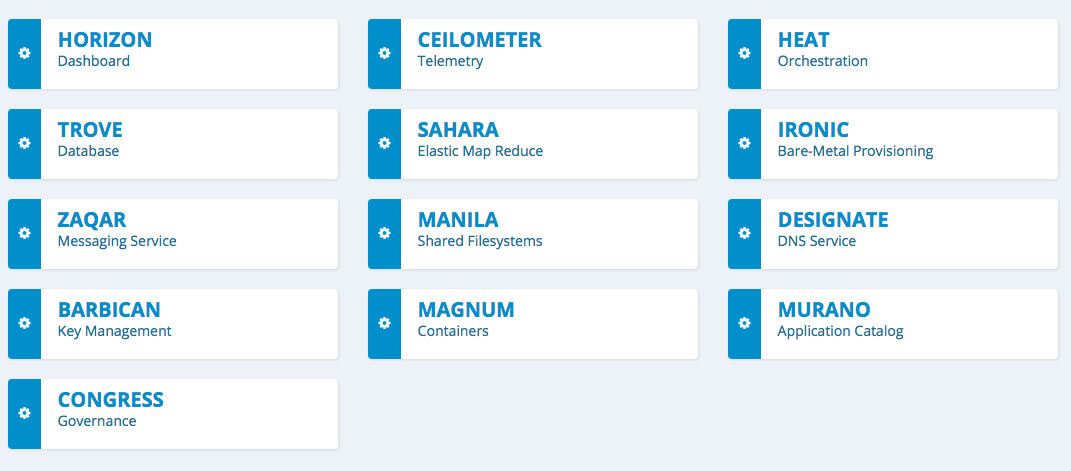 HORIZON
Dashboard
CEILOMETER
Telemetry
HEAT
Orchestration
TROVE
Database
SAHARA
Elastic Map Reduce
IRONIC
Bare-Metal Provisioning
ZAQAR
Messaging Service
MANILA
Shared Filesystems
DESIGNATE
DNS Service
BARBICAN
Key Management
MAGNUM
Containers
MURANO
Application Catalog
CONGRESS
Governance